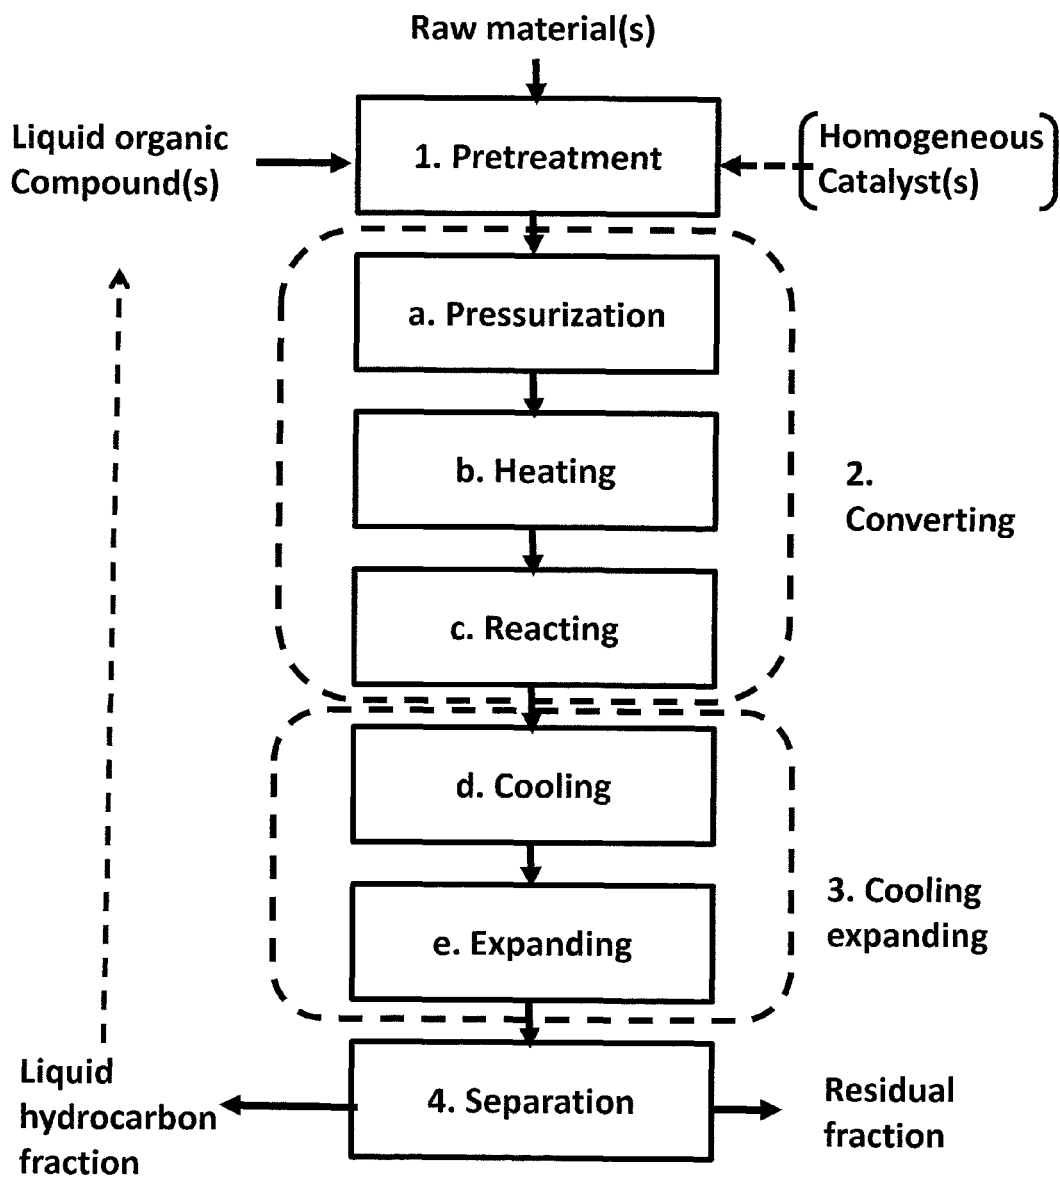 Raw material(s)
Liquid organic
Compound(s)
1. Pretreatment
Homogeneous
Catalyst(s)
a. Pressurization
b. Heating
2.
Converting
c. Reacting
d. Cooling
3. Cooling
expanding
e. Expanding
Liquid
hydrocarbon
fraction
4. Separation
Residual
fraction